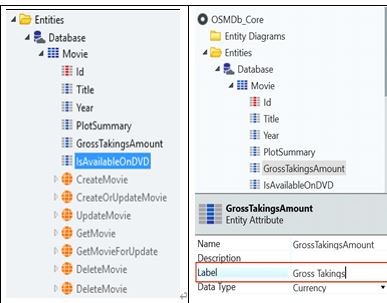 Entities
Database
Movie
Id
Title
Year
PlotSummary
GrossTakingsAmount
IsAvailableOnDVD
CreateMovie
CreateOrUpdateMovie
UpdateMovie
GetMovie
GetMovieForUpdate
DeleteMovie
DeleteMovie
OSMDb_Core
Entity Diagrams
Entities
Database
Movie
Id
Title
Year
PlotSummary
GrossTakingsAmount
IsAvailableOnDVD
GrossTakingsAmount
Entity Attribute
Name GrossTakingsAmount
Description
Label Gross Takings
Data Type Currency